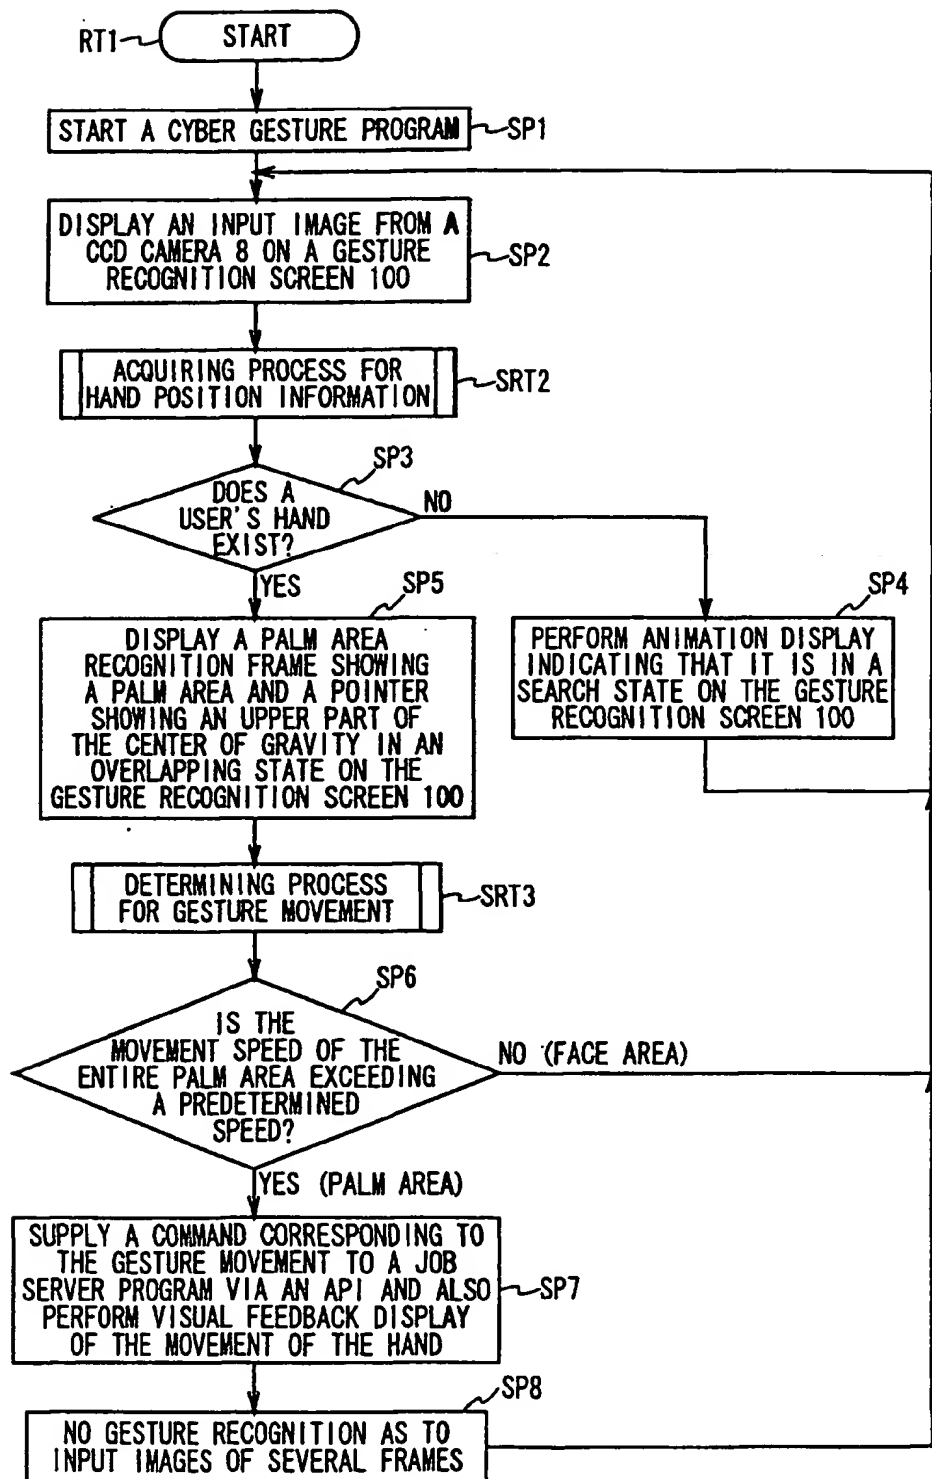 RT1
START
START A CYBER GESTURE PROGRAM
SP1
DISPLAY AN INPUT IMAGE FROM A
CCD CAMERA 8 ON A GESTURE
RECOGNITION SCREEN 100
SP2
ACQUIRING PROCESS FOR
HAND POSITION INFORMATION
SRT2
SP3
DOES A
USER'S HAND
EXIST?
NO
YES
SP5
DISPLAY A PALM AREA
RECOGNITION FRAME SHOWING
A PALM AREA AND A POINTER
SHOWING AN UPPER PART OF
THE CENTER OF GRAVITY IN AN
OVERLAPPING STATE ON THE
GESTURE RECOGNITION SCREEN 100
SP4
PERFORM ANIMATION DISPLAY
INDICATING THAT IT IS IN A
SEARCH STATE ON THE GESTURE
RECOGNITION SCREEN 100
DETERMINING PROCESS
FOR GESTURE MOVEMENT
SRT3
SP6
IS THE
MOVEMENT SPEED OF THE
ENTIRE PALM AREA EXCEEDING
A PREDETERMINED
SPEED?
NO (FACE AREA)
YES (PALM AREA)
SUPPLY A COMMAND CORRESPONDING TO
THE GESTURE MOVEMENT TO A JOB
SERVER PROGRAM VIA AN API AND ALSO
PERFORM VISUAL FEEDBACK DISPLAY
OF THE MOVEMENT OF THE HAND
SP7
SP8
NO GESTURE RECOGNITION AS TO
INPUT IMAGES OF SEVERAL FRAMES